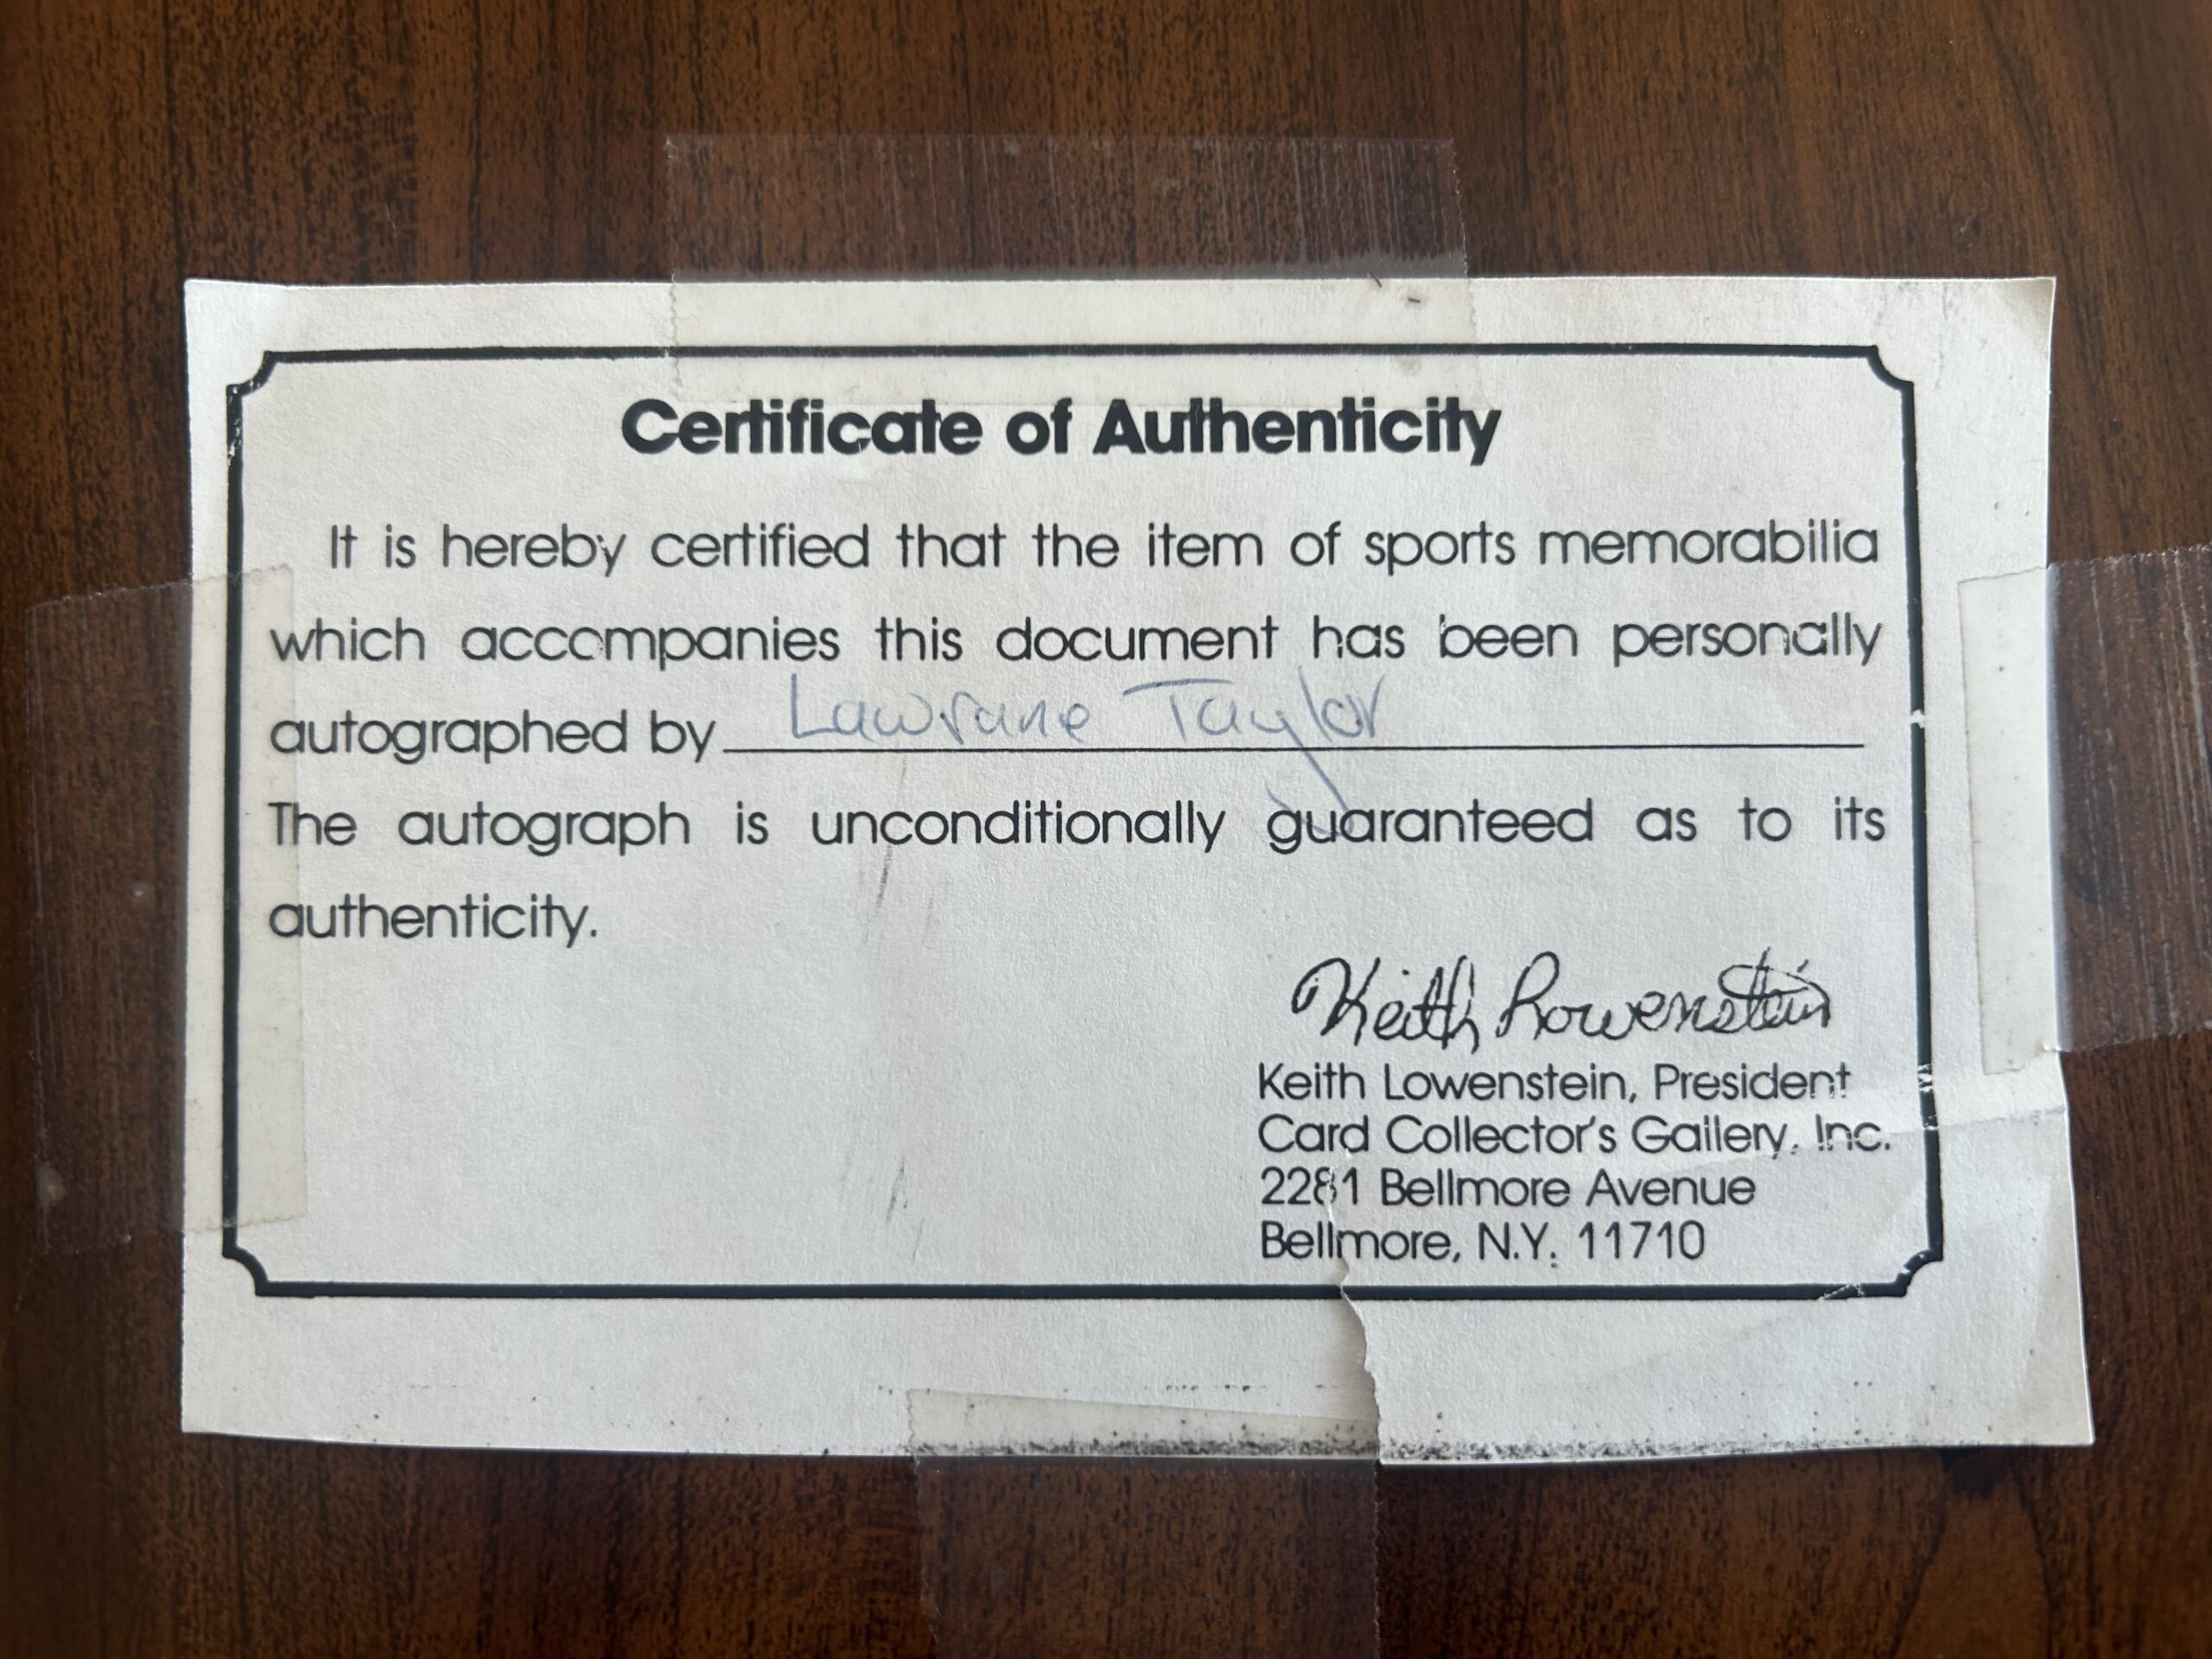 Certificate of Authenticity
It is hereby certified that the item of sports memorabilia
which accompanies this document has been personally
autographed by Lawrence Taylor
The autograph is unconditionally guaranteed as to its
authenticity.
Keith Lowenstein
Keith Lowenstein, President
Card Collector's Gallery, Inc.
2281 Bellmore Avenue
Bellmore, N.Y. 11710